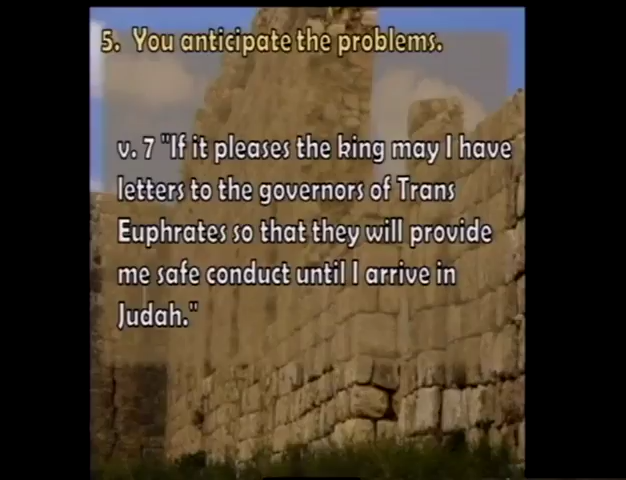 5. You anticipate the problems.
v. 7 "If it pleases the king may I have
letters to the governors of Trans
Euphrates so that they will provide
me safe conduct until I arrive in
Judah."